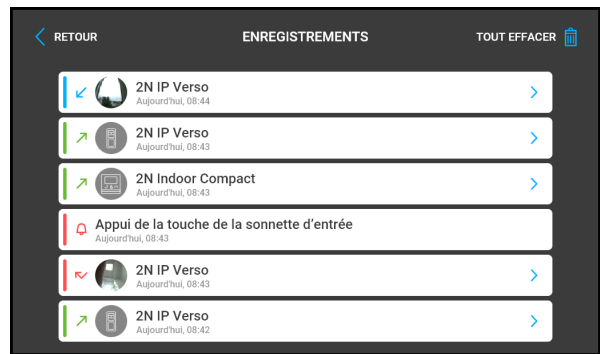 RETOUR
ENREGISTREMENTS
TOUT EFFACER
2N IP Verso
Aujourd'hui, 08:44
2N IP Verso
Aujourd'hui, 08:43
2N Indoor Compact
Aujourd'hui, 08:43
Appui de la touche de la sonnette d’entrée
Aujourd'hui, 08:43
2N IP Verso
Aujourd'hui, 08:43
2N IP Verso
Aujourd'hui, 08:42